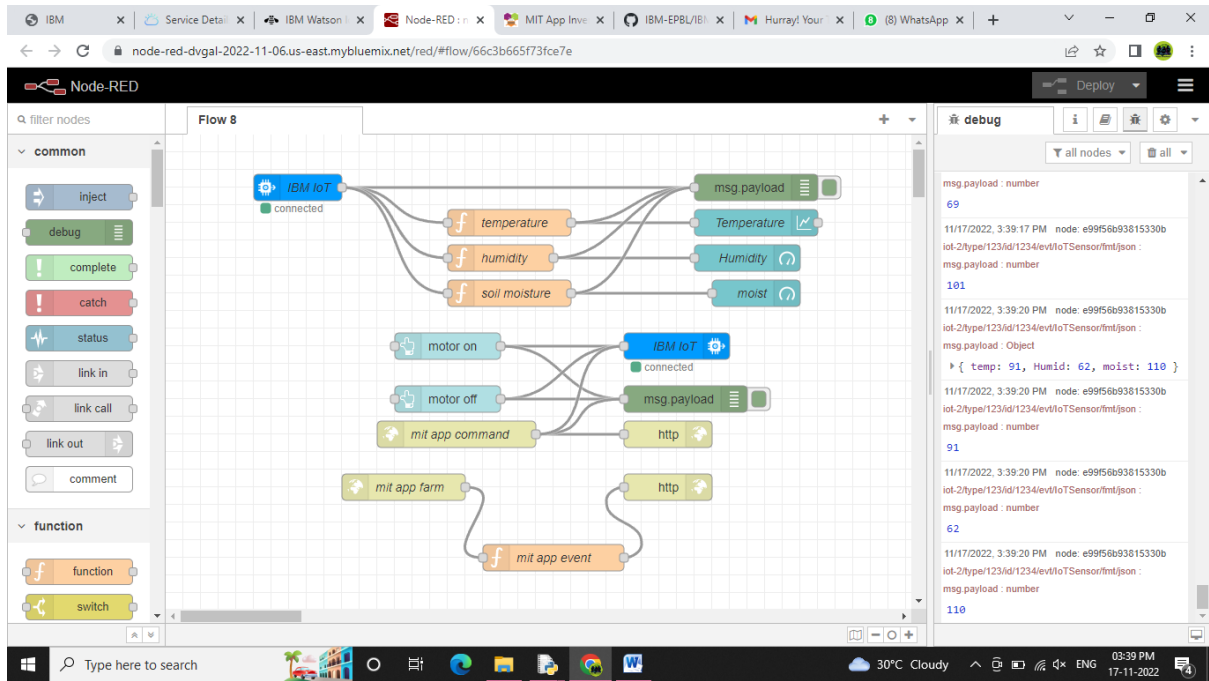 IBM
Service Detail
IBM Watson
Node-RED : n
MIT App Inve
IBM-EPBL/IBN
Hurray! Your
(8) WhatsApp
node-red-dvgal-2022-11-06.us-east.mybluemix.net/red/#flow/66c3b665f73fce7e
Node-RED
Deploy
filter nodes
Flow 8
debug
i
common
all nodes
all
inject
debug
complete
catch
status
link in
link call
link out
comment
function
function
switch
IBM IoT
connected
msg.payload
temperature
Temperature
humidity
Humidity
soil moisture
moist
motor on
IBM IoT
connected
motor off
msg.payload
mit app command
http
mit app farm
http
mit app event
msg.payload : number
69
11/17/2022, 3:39:17 PM node: e99f56b93815330b
iot-2/type/123/id/1234/evt/IoTSensor/fmt/json :
msg.payload : number
101
11/17/2022, 3:39:20 PM node: e99f56b93815330b
iot-2/type/123/id/1234/evt/IoTSensor/fmt/json :
msg.payload : Object
{ temp: 91, Humid: 62, moist: 110 }
11/17/2022, 3:39:20 PM node: e99f56b93815330b
iot-2/type/123/id/1234/evt/IoTSensor/fmt/json :
msg.payload : number
91
11/17/2022, 3:39:20 PM node: e99f56b93815330b
iot-2/type/123/id/1234/evt/IoTSensor/fmt/json :
msg.payload : number
62
11/17/2022, 3:39:20 PM node: e99f56b93815330b
iot-2/type/123/id/1234/evt/IoTSensor/fmt/json :
msg.payload : number
110
Type here to search
30°C Cloudy
ENG
03:39 PM
17-11-2022
4